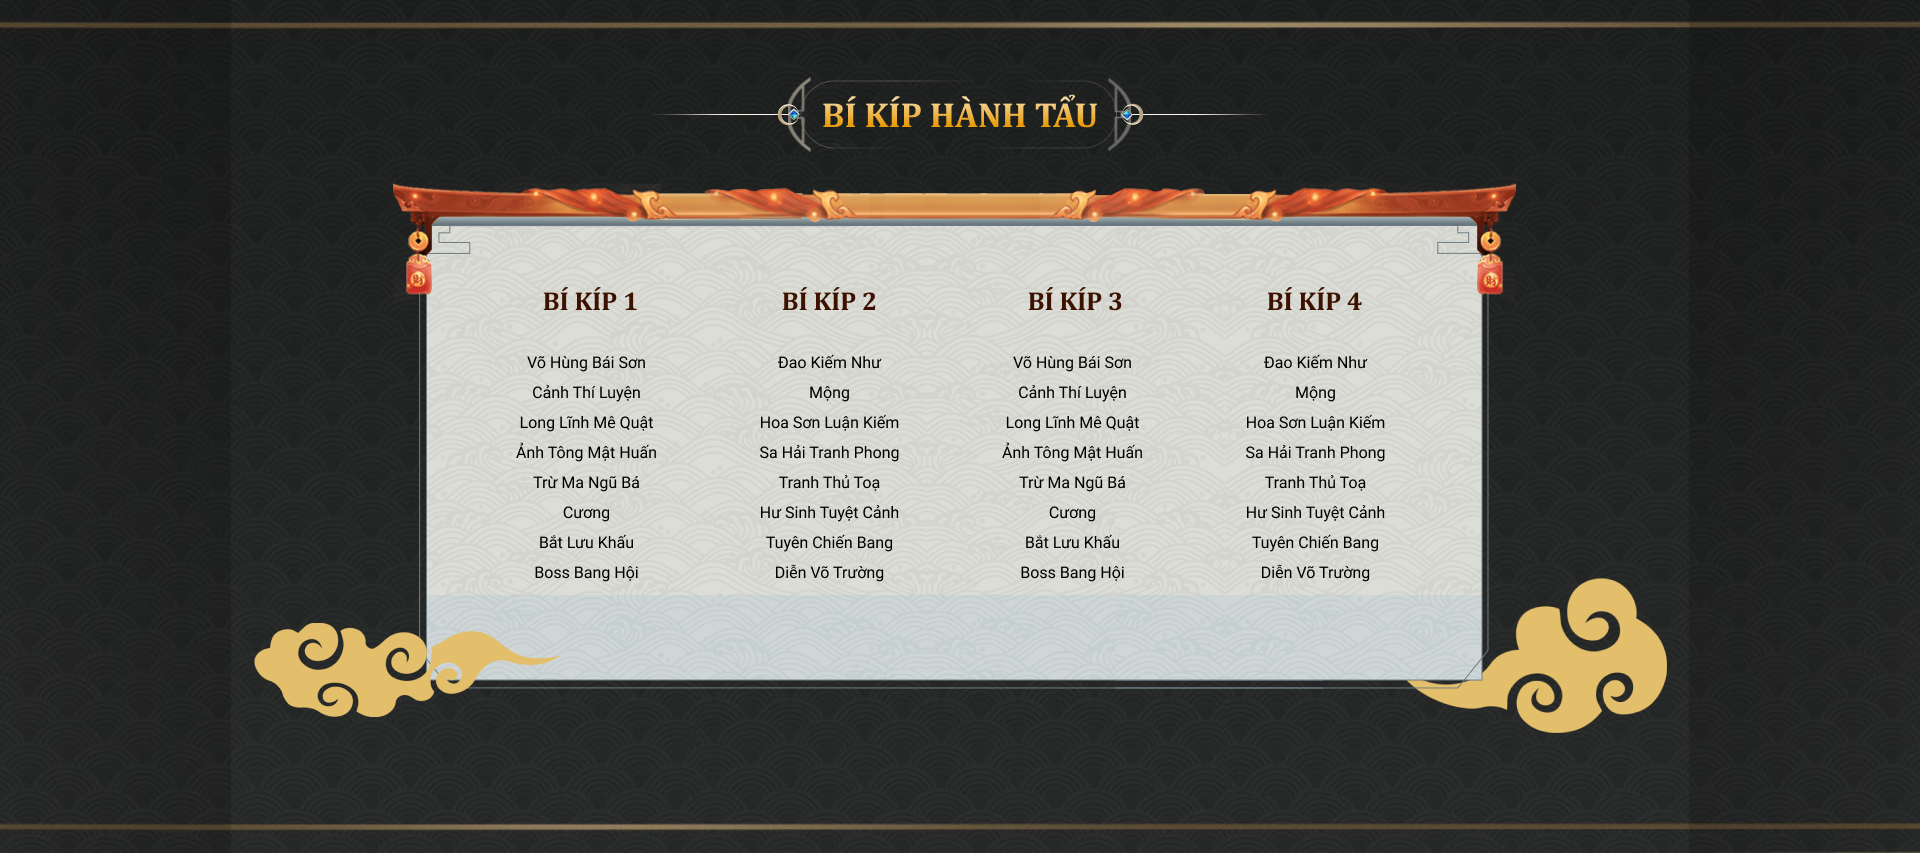 BÍ KÍP HÀNH TẨU
BÍ KÍP 1
Võ Hùng Bái Sơn
Cảnh Thí Luyện
Long Lĩnh Mê Quật
Ảnh Tông Mật Huấn
Trừ Ma Ngũ Bá
Cương
Bắt Lưu Khấu
Boss Bang Hội
BÍ KÍP 2
Đao Kiếm Như
Mộng
Hoa Sơn Luận Kiếm
Sa Hải Tranh Phong
Tranh Thủ Toạ
Hư Sinh Tuyệt Cảnh
Tuyên Chiến Bang
Diễn Võ Trường
BÍ KÍP 3
Võ Hùng Bái Sơn
Cảnh Thí Luyện
Long Lĩnh Mê Quật
Ảnh Tông Mật Huấn
Trừ Ma Ngũ Bá
Cương
Bắt Lưu Khấu
Boss Bang Hội
BÍ KÍP 4
Đao Kiếm Như
Mộng
Hoa Sơn Luận Kiếm
Sa Hải Tranh Phong
Tranh Thủ Toạ
Hư Sinh Tuyệt Cảnh
Tuyên Chiến Bang
Diễn Võ Trường